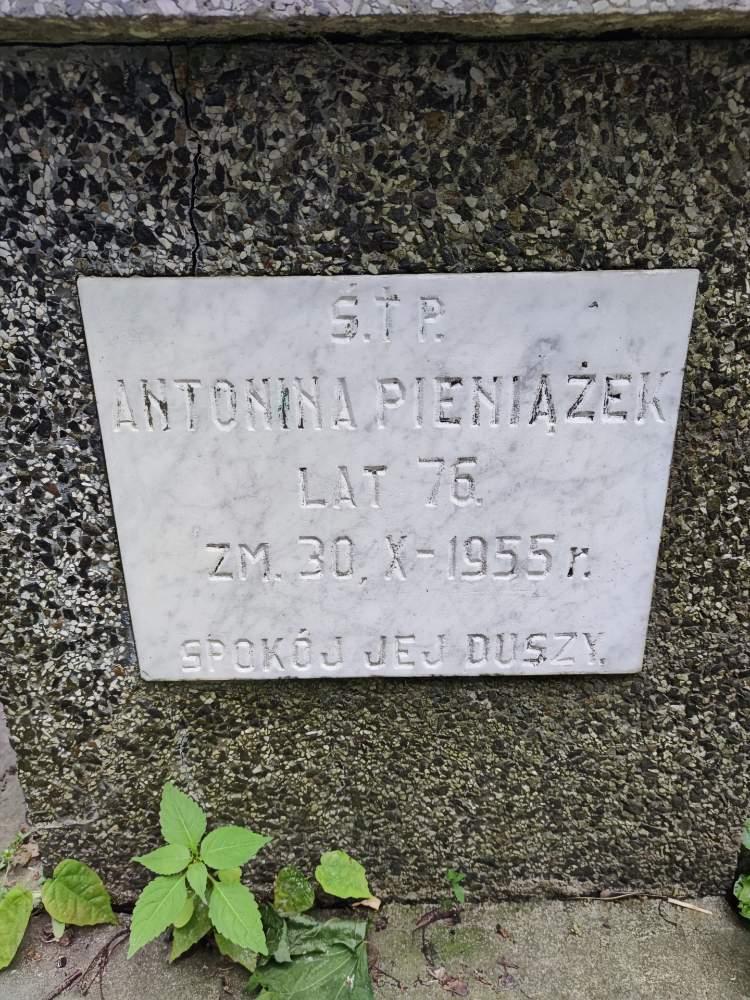 Ś.†P.
ANTONINA PIENIĄŻEK
LAT 76.
ZM. 30, X-1955 r.
SPOKÓJ JEJ DUSZY.